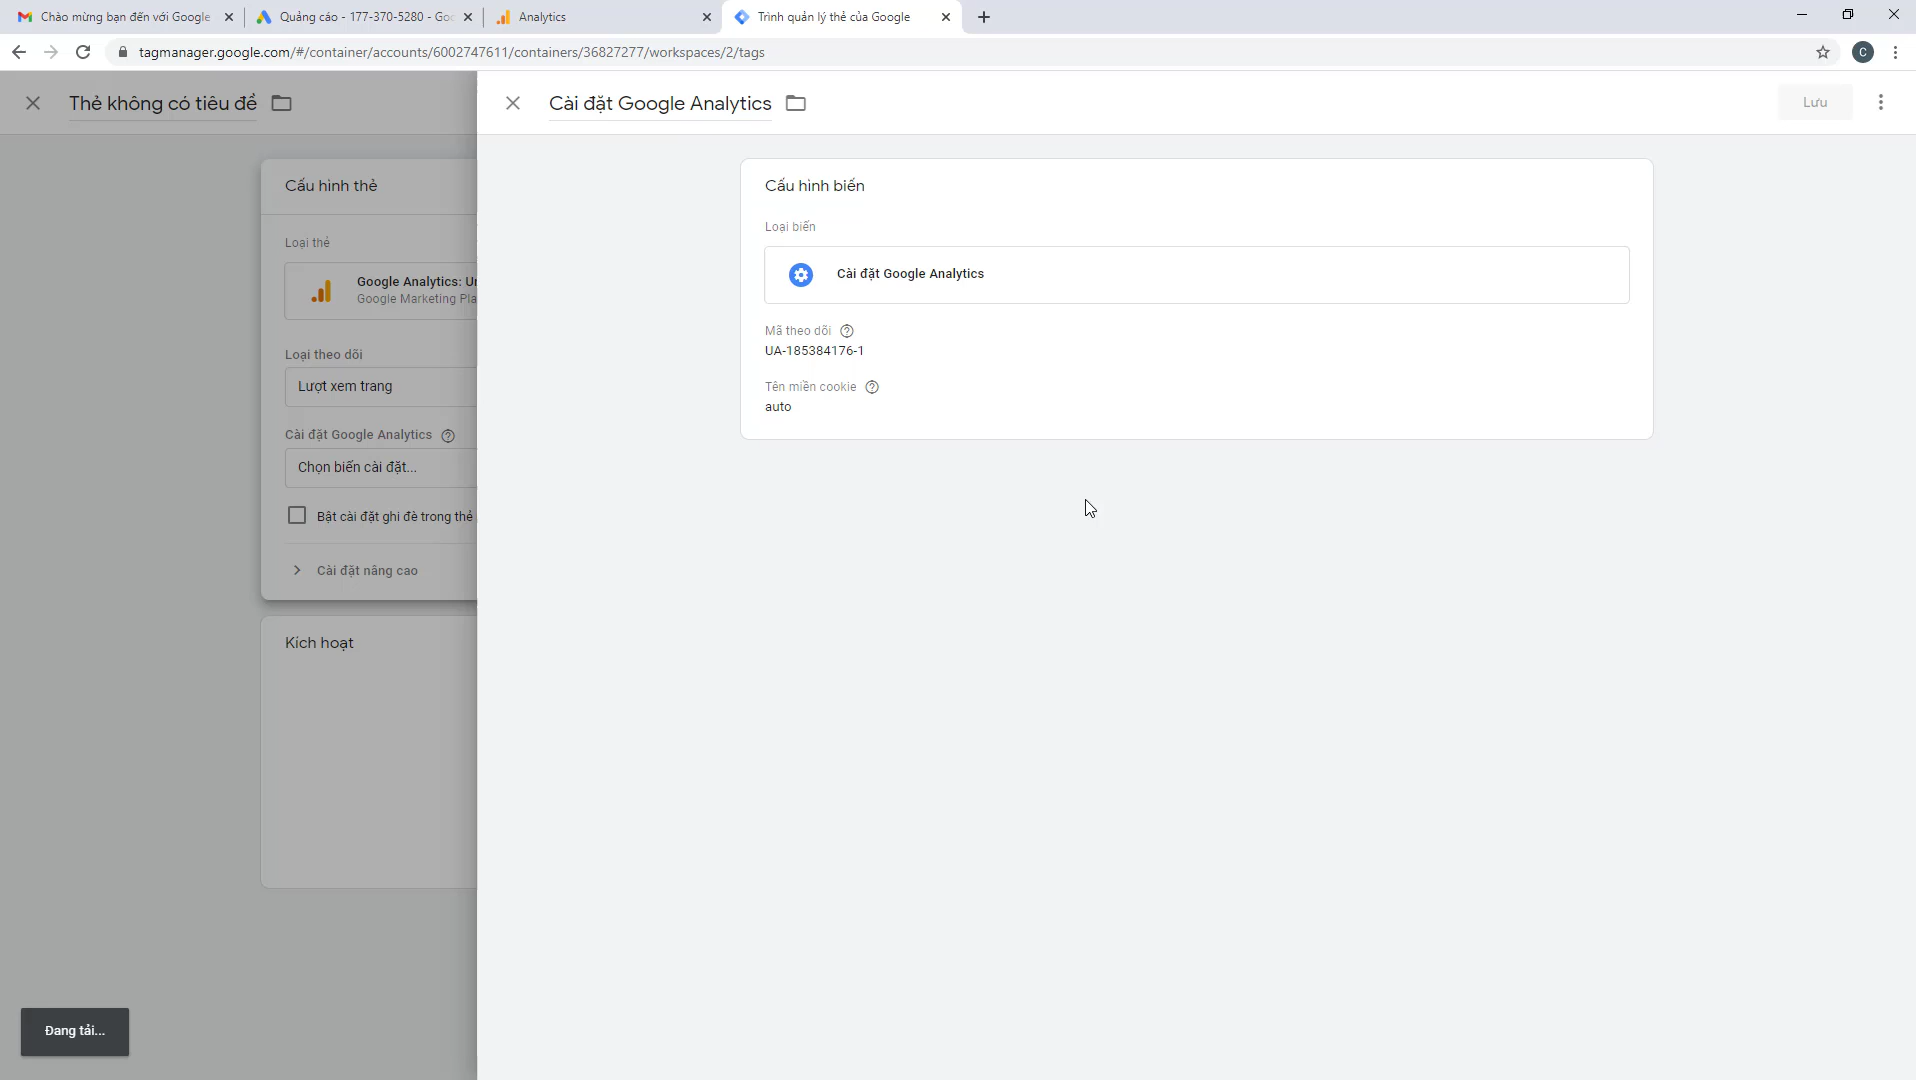 Chào mừng bạn đến với Google
Quảng cáo - 177-370-5280 - Goo
Analytics
Trình quản lý thẻ của Google
tagmanager.google.com/#/container/accounts/6002747611/containers/36827277/workspaces/2/tags
C
Thẻ không có tiêu đề
Cài đặt Google Analytics
Lưu
Cấu hình thẻ
Loại thẻ
Google Analytics: Un
Google Marketing Pla
Loại theo dõi
Lượt xem trang
Cài đặt Google Analytics
Chọn biến cài đặt...
Bật cài đặt ghi đè trong thẻ
Cài đặt nâng cao
Kích hoạt
Cấu hình biến
Loại biến
Cài đặt Google Analytics
Mã theo dõi
UA-185384176-1
Tên miền cookie
auto
Đang tải...